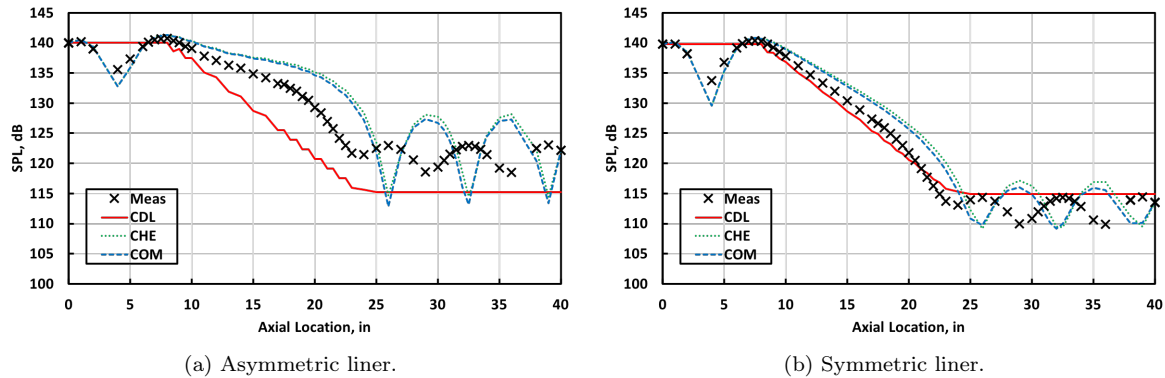 145
140
135
130
125
120
115
110
105
100
SPL, dB
Meas
CDL
CHE
COM
0 5 10 15 20 25 30 35 40
Axial Location, in
(a) Asymmetric liner.
145
140
135
130
125
120
115
110
105
100
SPL, dB
Meas
CDL
CHE
COM
0 5 10 15 20 25 30 35 40
Axial Location, in
(b) Symmetric liner.